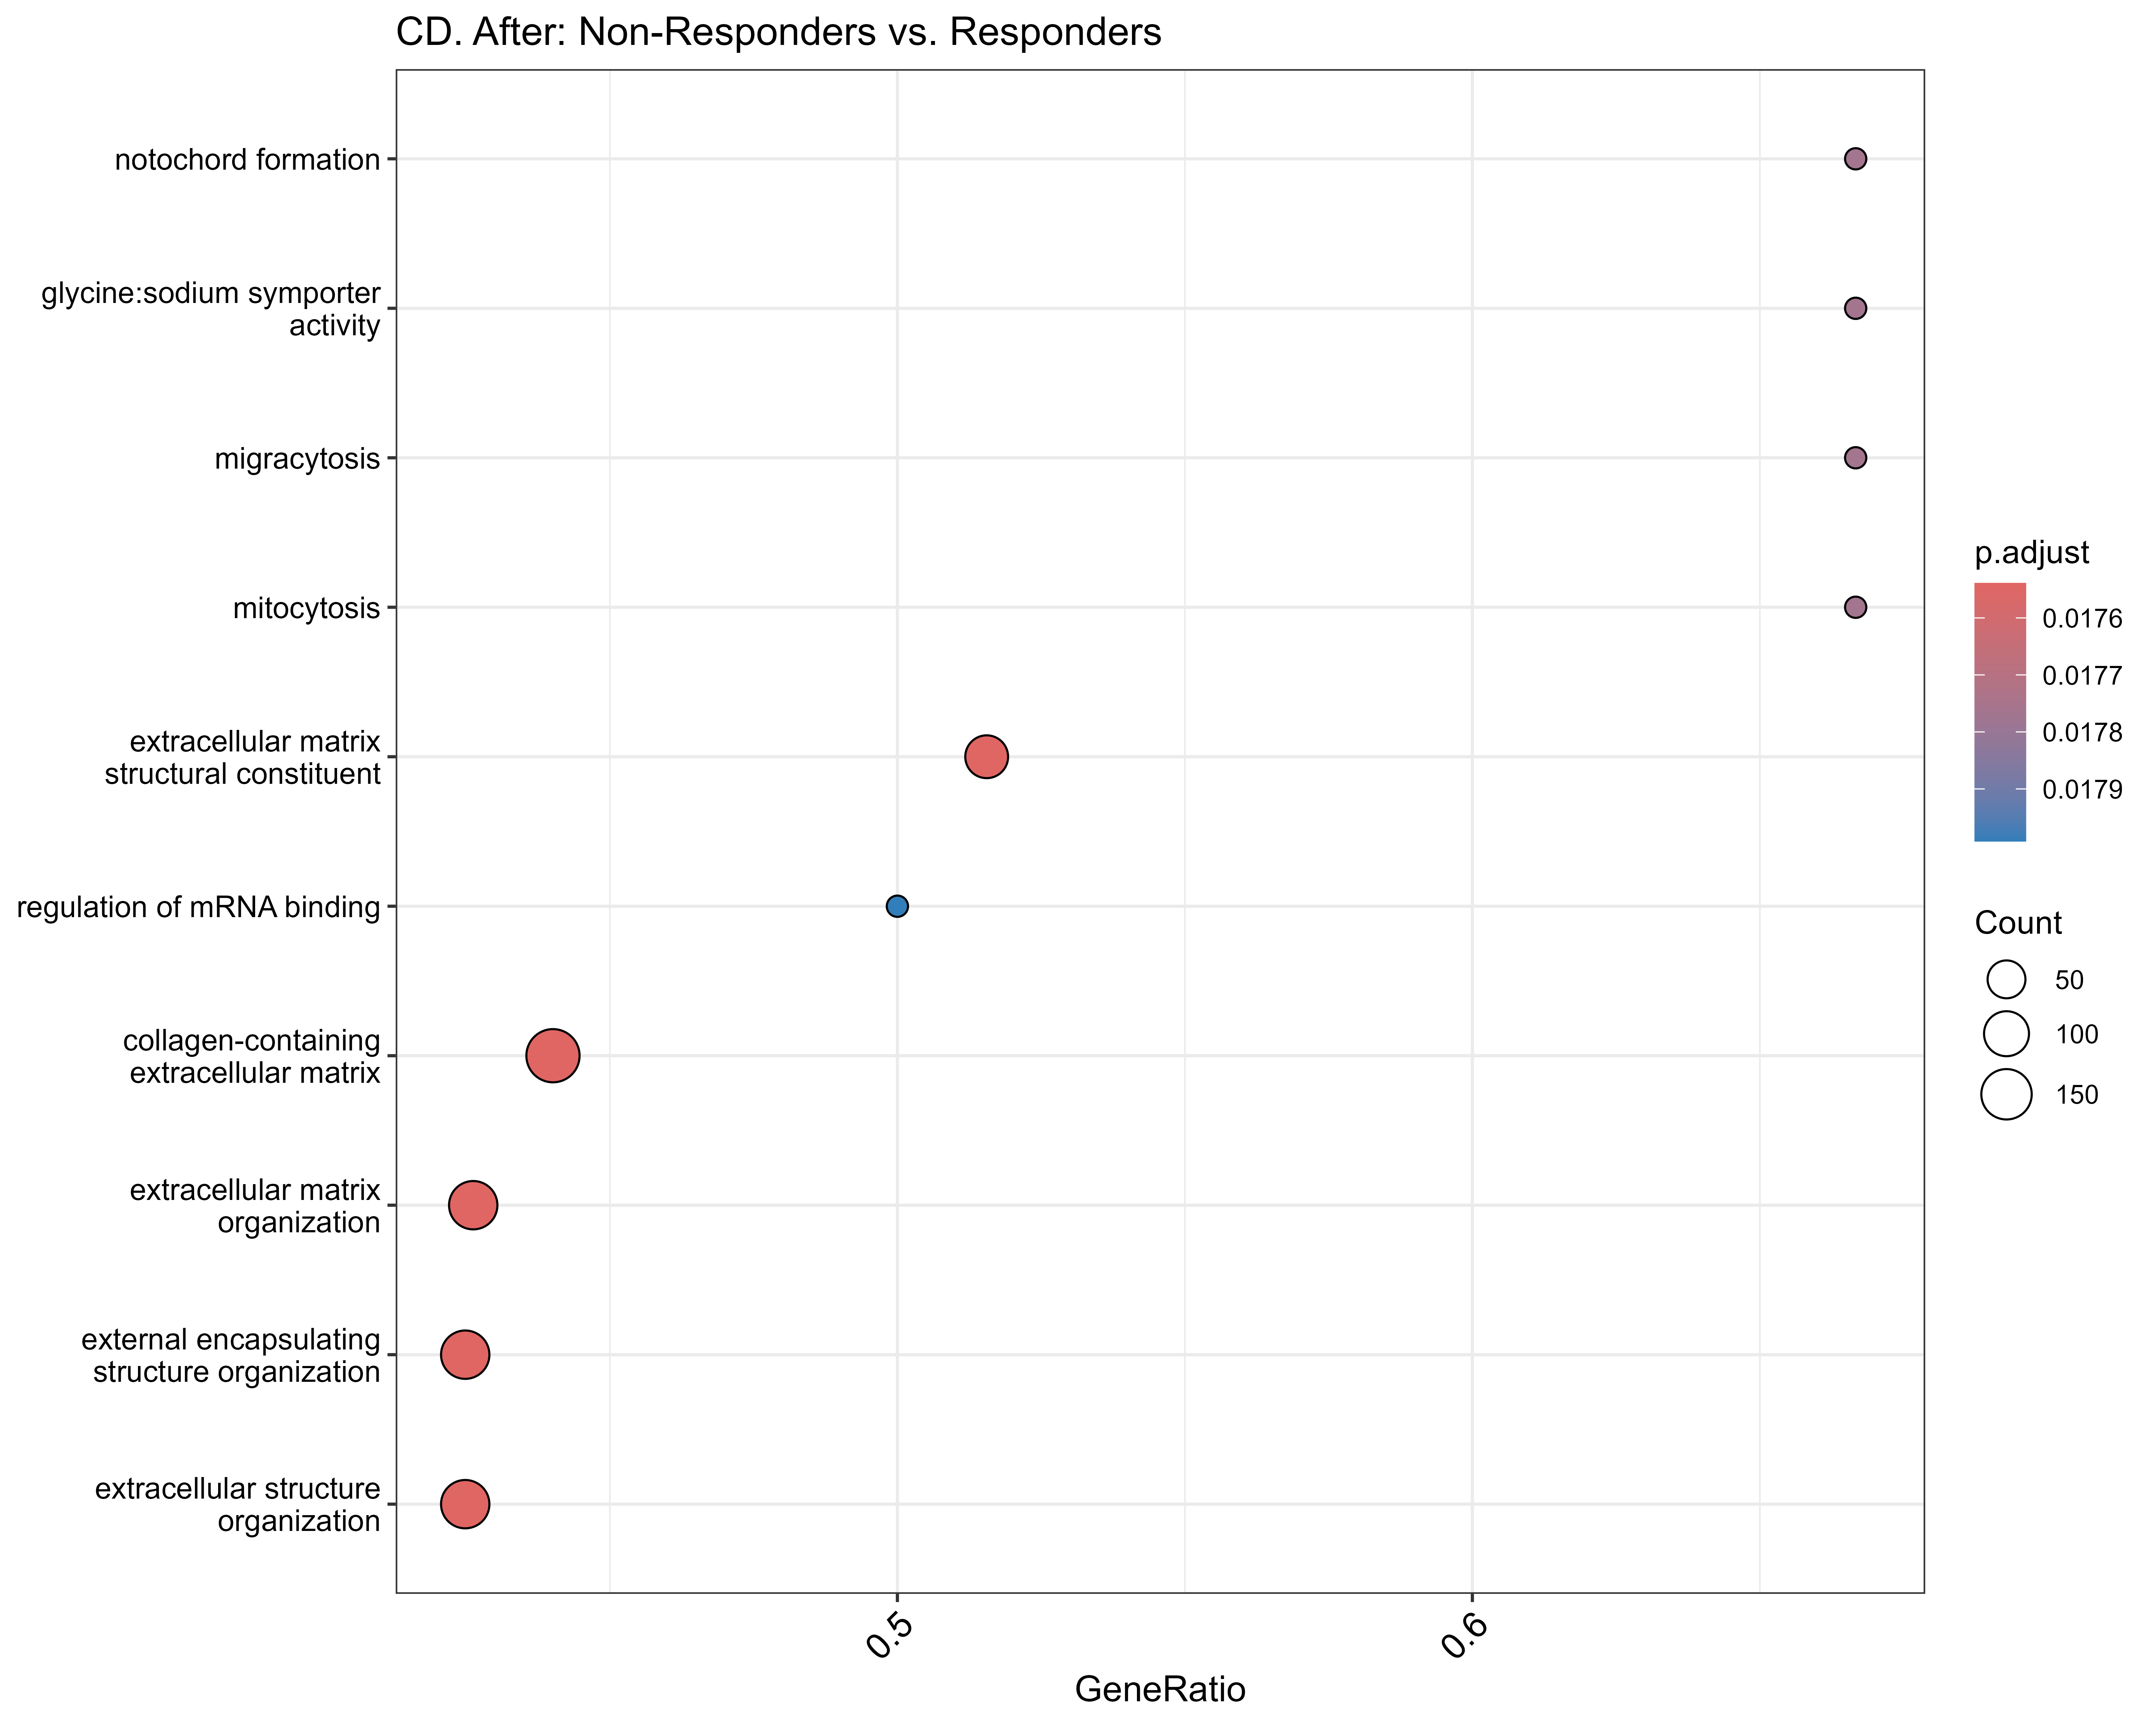 CD. After: Non-Responders vs. Responders
notochord formation
glycine:sodium symporter
activity
migracytosis
mitocytosis
extracellular matrix
structural constituent
regulation of mRNA binding
collagen-containing
extracellular matrix
extracellular matrix
organization
external encapsulating
structure organization
extracellular structure
organization
0.5
0.6
GeneRatio
p.adjust
0.0176
0.0177
0.0178
0.0179
Count
50
100
150